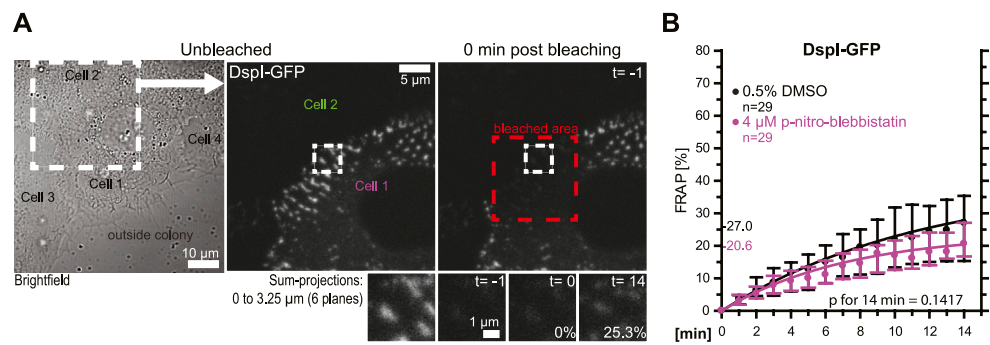 A
Unbleached
0 min post bleaching
Cell 2
Cell 4
Cell 1
Cell 3
outside colony
10 µm
Brightfield
DspI-GFP
5 µm
Cell 2
Cell 1
t= -1
bleached area
Sum-projections:
0 to 3.25 µm (6 planes)
t= -1
1 µm
t= 0
0%
t= 14
25.3%
B
DspI-GFP
0.5% DMSO
n=29
4 µM p-nitro-blebbistatin
n=29
FRAP [%]
80
70
60
50
40
30
27.0
20.6
20
10
0
p for 14 min = 0.1417
[min]
0 2 4 6 8 10 12 14